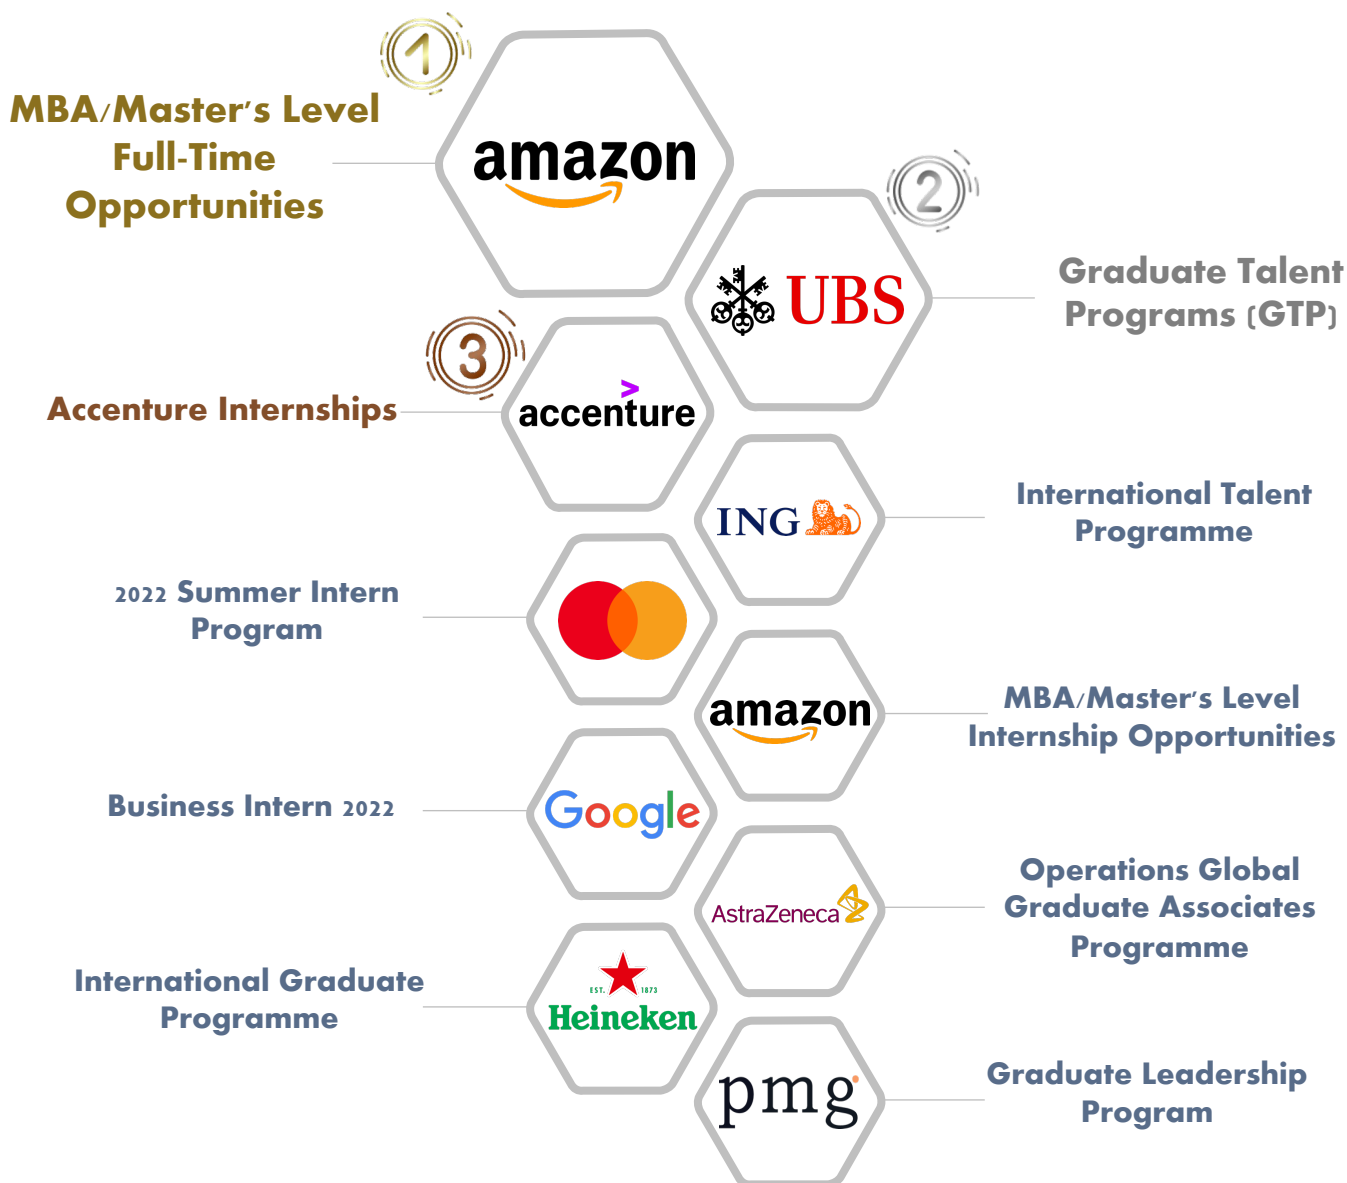 1
MBA/Master's Level
Full-Time
Opportunities
amazon
2
UBS
Graduate Talent
Programs (GTP)
3
Accenture Internships
accenture
>
ING
International Talent
Programme
2022 Summer Intern
Program
amazon
MBA/Master's Level
Internship Opportunities
Business Intern 2022
Google
AstraZeneca
Operations Global
Graduate Associates
Programme
International Graduate
Programme
EST. 1873
Heineken
pmg
Graduate Leadership
Program